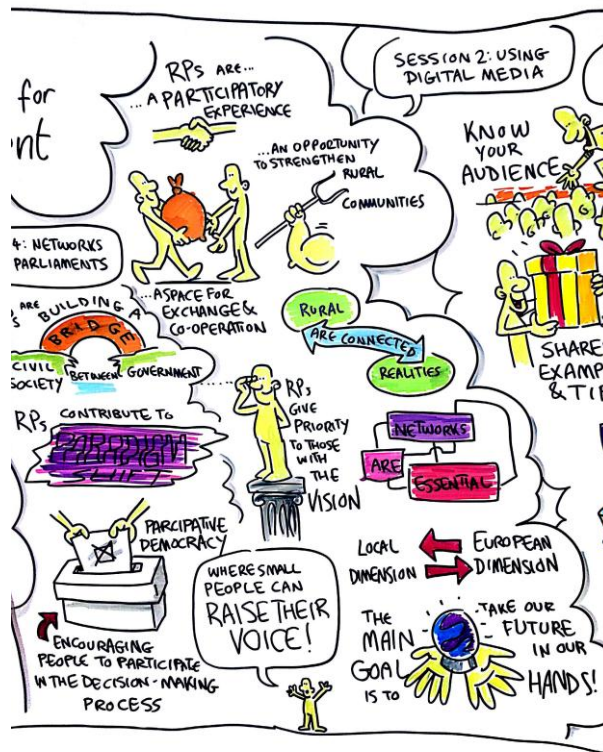 for
nt
RPs ARE...
...A PARTICIPATORY
EXPERIENCE
...AN OPPORTUNITY
TO STRENGTHEN
RURAL
COMMUNITIES
...A SPACE FOR
EXCHANGE &
CO-OPERATION
4: NETWORKS
PARLIAMENTS
ARE
S
BUILDING A
BRIDGE
CIVIL
SOCIETY
BETWEEN
GOVERNMENT
RPs CONTRIBUTE TO
PARADIGM
SHIFT
PARCIPATIVE
DEMOCRACY
ENCOURAGING
PEOPLE TO PARTICIPATE
IN THE DECISION-MAKING
PROCESS
RURAL
ARE CONNECTED
REALITIES
RPs
GIVE
PRIORITY
TO THOSE
WITH
THE
VISION
NETWORKS
ARE
ESSENTIAL
WHERE SMALL
PEOPLE CAN
RAISE THEIR
VOICE!
LOCAL
DIMENSION
EUROPEAN
DIMENSION
THE
MAIN
GOAL
IS TO
TAKE OUR
FUTURE
IN OUR
HANDS!
SESSION 2: USING
DIGITAL MEDIA
KNOW
YOUR
AUDIENCE
SHARE
EXAMP
& TIP